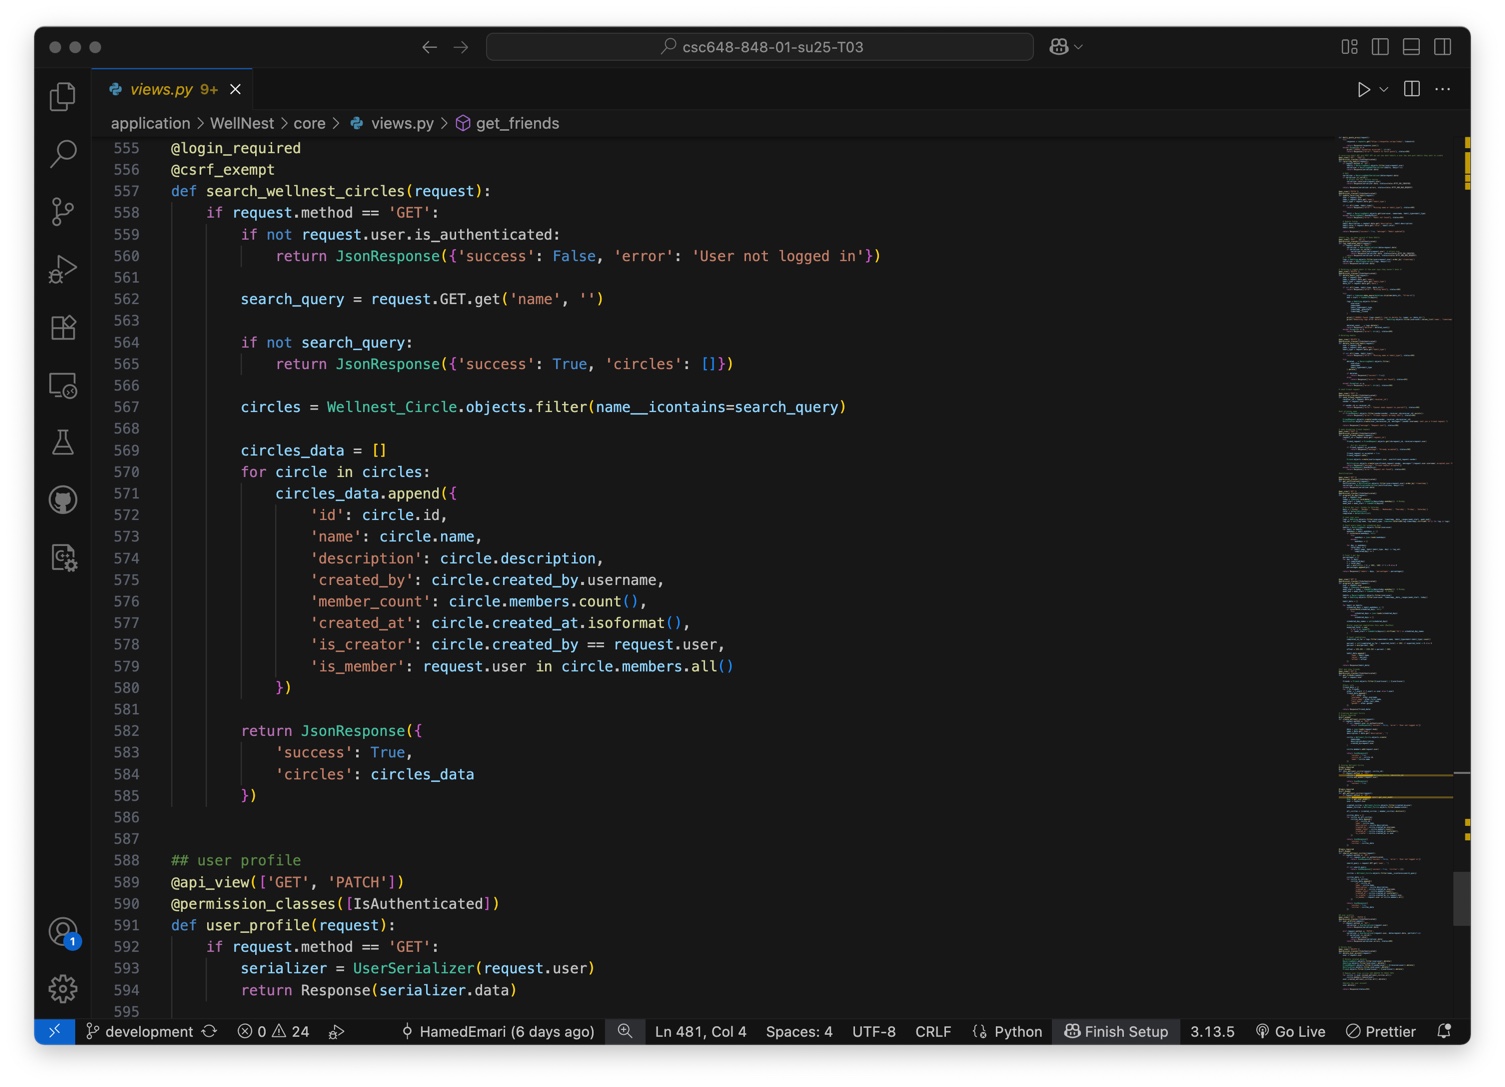 csc648-848-01-su25-T03
views.py 9+
application > WellNest > core > views.py > get_friends
555 @login_required
556 @csrf_exempt
557 def search_wellnest_circles(request):
558 if request.method == 'GET':
559 if not request.user.is_authenticated:
560 return JsonResponse({'success': False, 'error': 'User not logged in'})
561
562 search_query = request.GET.get('name', '')
563
564 if not search_query:
565 return JsonResponse({'success': True, 'circles': []})
566
567 circles = Wellnest_Circle.objects.filter(name__icontains=search_query)
568
569 circles_data = []
570 for circle in circles:
571 circles_data.append({
572 'id': circle.id,
573 'name': circle.name,
574 'description': circle.description,
575 'created_by': circle.created_by.username,
576 'member_count': circle.members.count(),
577 'created_at': circle.created_at.isoformat(),
578 'is_creator': circle.created_by == request.user,
579 'is_member': request.user in circle.members.all()
580 })
581
582 return JsonResponse({
583 'success': True,
584 'circles': circles_data
585 })
586
587
588 ## user profile
589 @api_view(['GET', 'PATCH'])
590 @permission_classes([IsAuthenticated])
591 def user_profile(request):
592 if request.method == 'GET':
593 serializer = UserSerializer(request.user)
594 return Response(serializer.data)
595
1
development 0 24 HamedEmari (6 days ago) Ln 481, Col 4 Spaces: 4 UTF-8 CRLF Python Finish Setup 3.13.5 Go Live Prettier